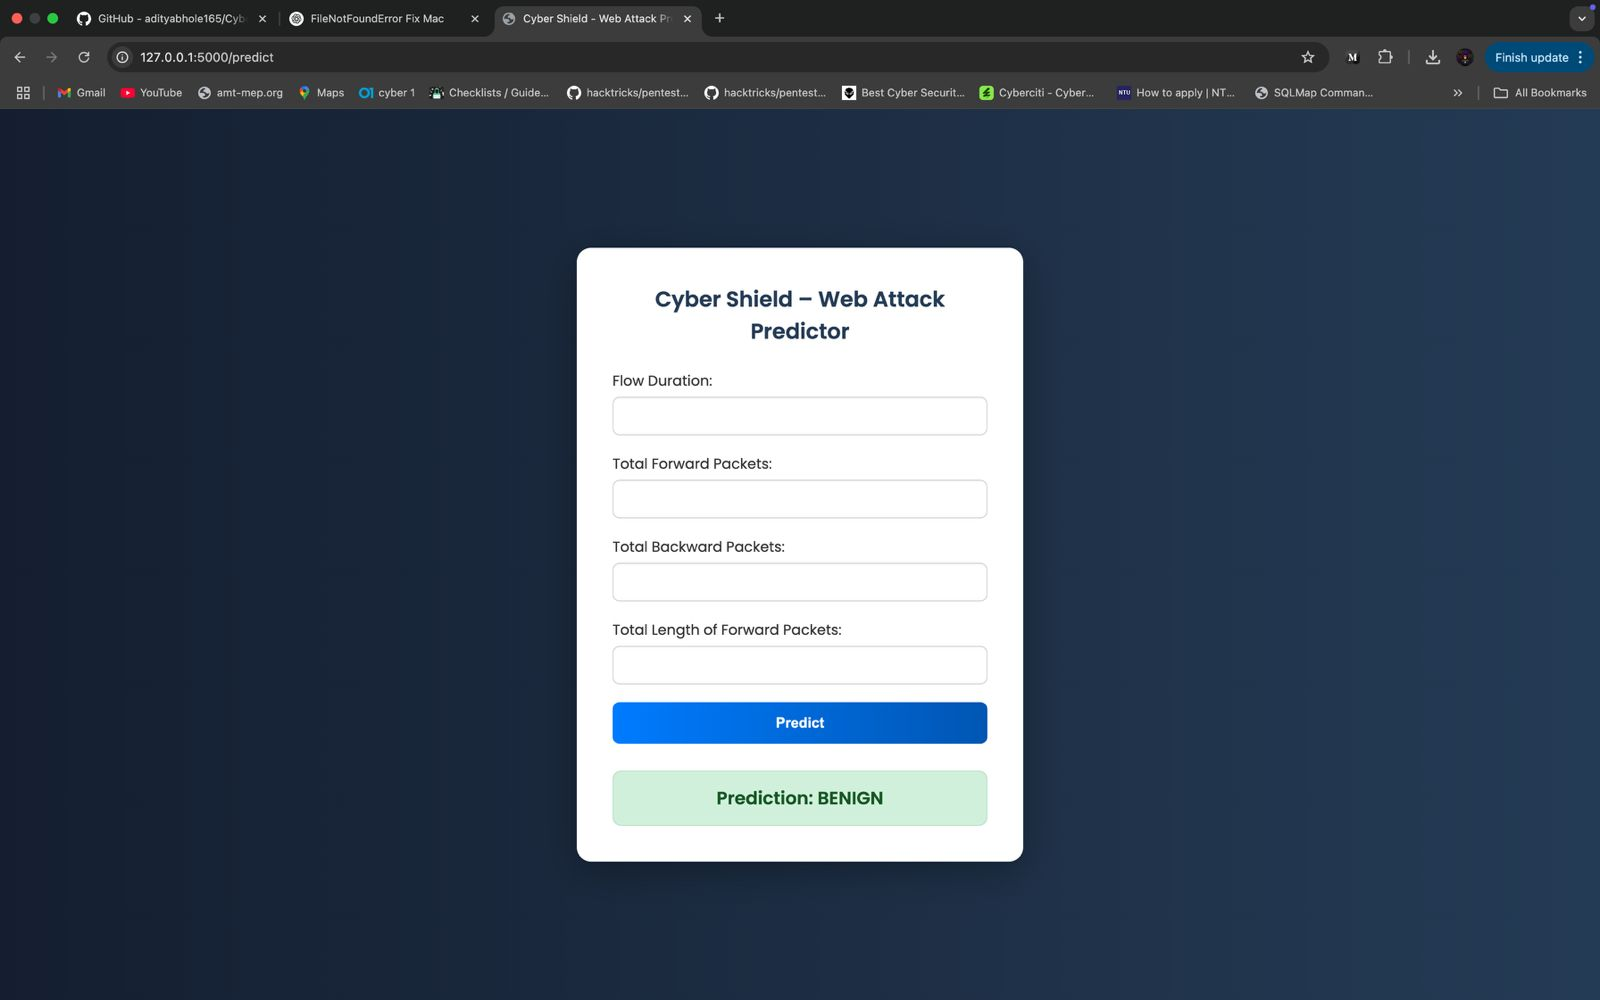 GitHub - adityabhole165/Cyb
FileNotFoundError Fix Mac
Cyber Shield - Web Attack Pr
127.0.0.1:5000/predict
M
Finish update
Gmail
YouTube
amt-mep.org
Maps
cyber 1
Checklists / Guide...
hacktricks/pentest...
hacktricks/pentest...
Best Cyber Securit...
Cyberciti - Cyber...
NTU
How to apply | NT...
SQLMap Comman...
All Bookmarks
Cyber Shield – Web Attack
Predictor
Flow Duration:
Total Forward Packets:
Total Backward Packets:
Total Length of Forward Packets:
Predict
Prediction: BENIGN